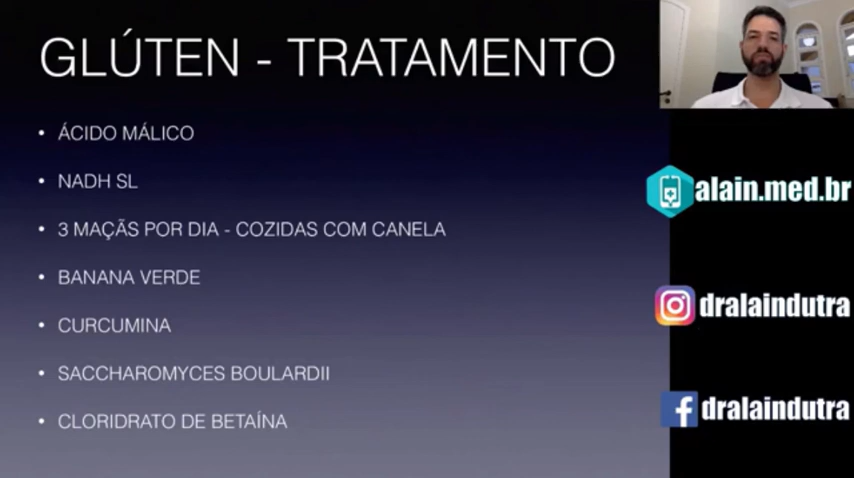 GLÚTEN - TRATAMENTO
• ÁCIDO MÁLICO
• NADH SL
• 3 MAÇÃS POR DIA - COZIDAS COM CANELA
• BANANA VERDE
• CURCUMINA
• SACCHAROMYCES BOULARDII
• CLORIDRATO DE BETAÍNA
alain.med.br
dralaindutra
dralaindutra